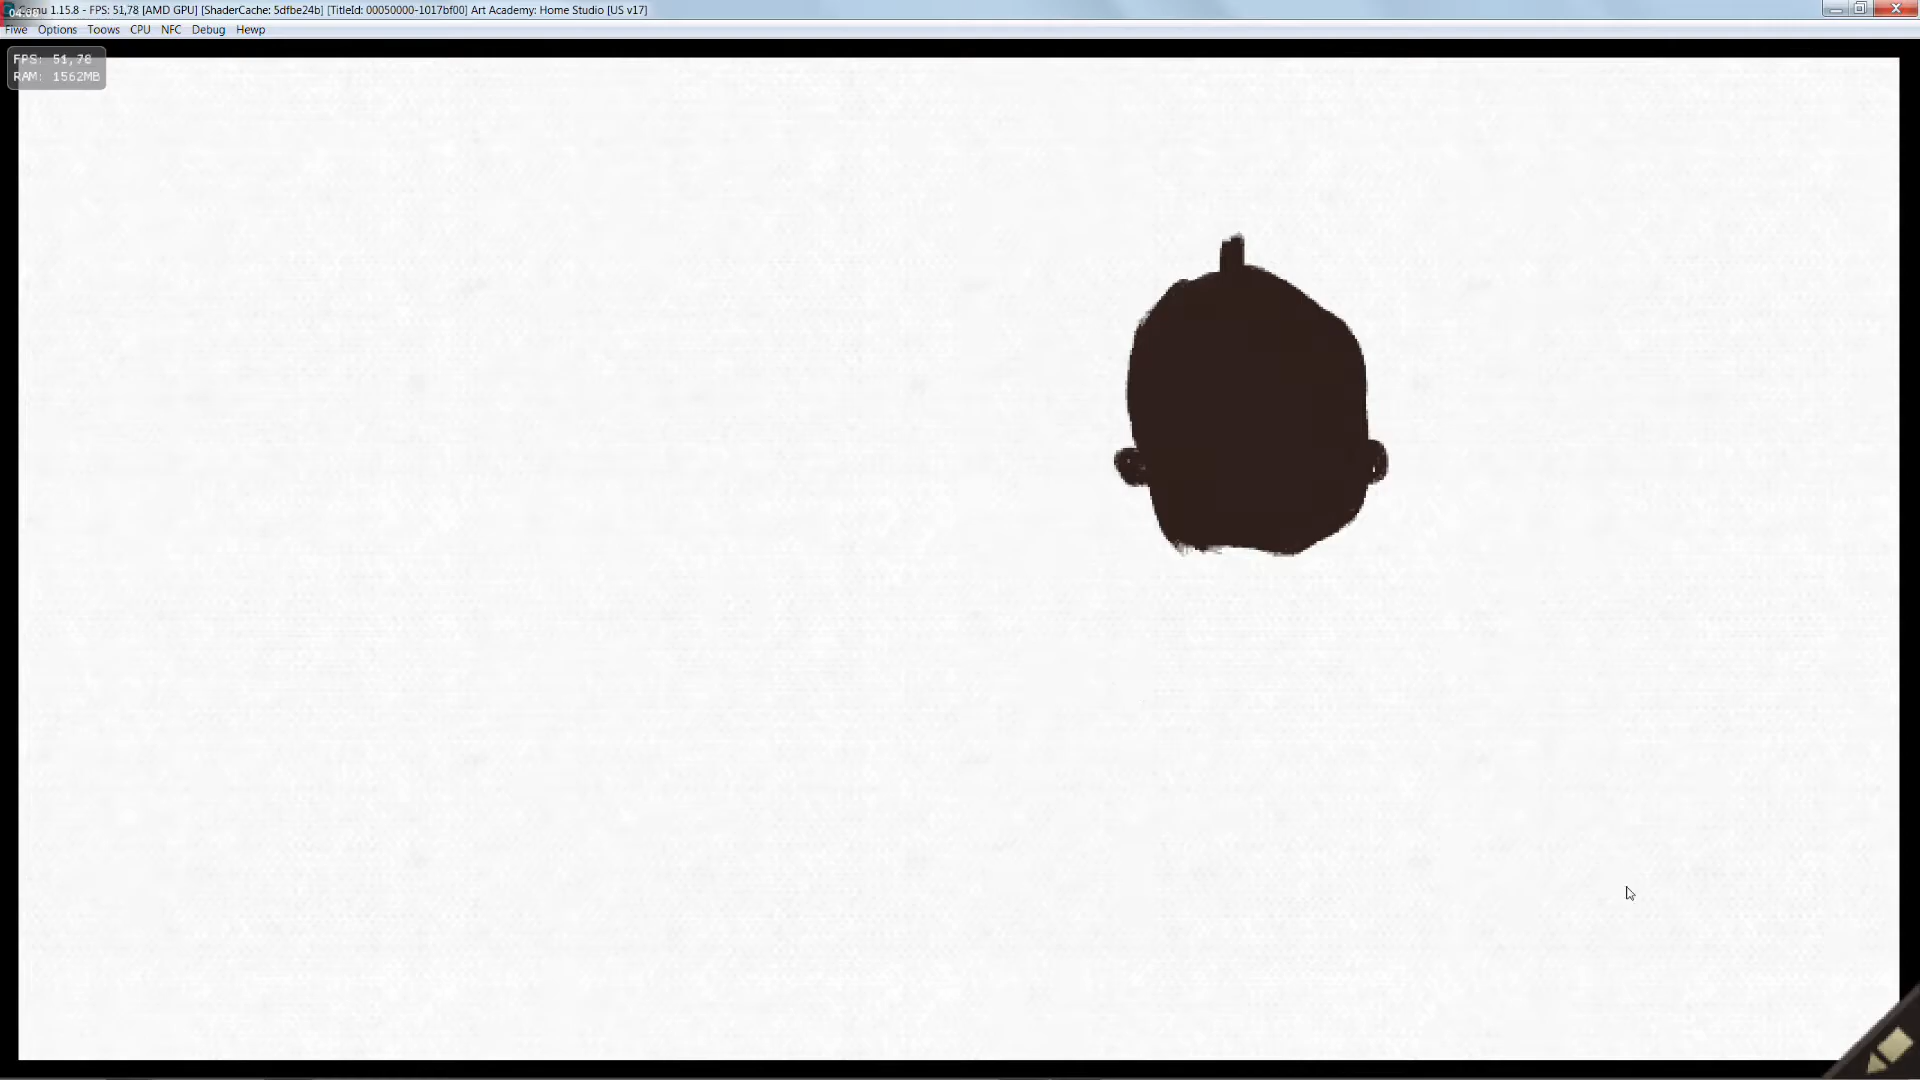 Cemu 1.15.8 - FPS: 51,78 [AMD GPU] [ShaderCache: 5dfbe24b] [TitleId: 00050000-1017bf00] Art Academy: Home Studio [US v17]
Fiwe Options Toows CPU NFC Debug Hewp
FPS: 51,78
RAM: 1562MB